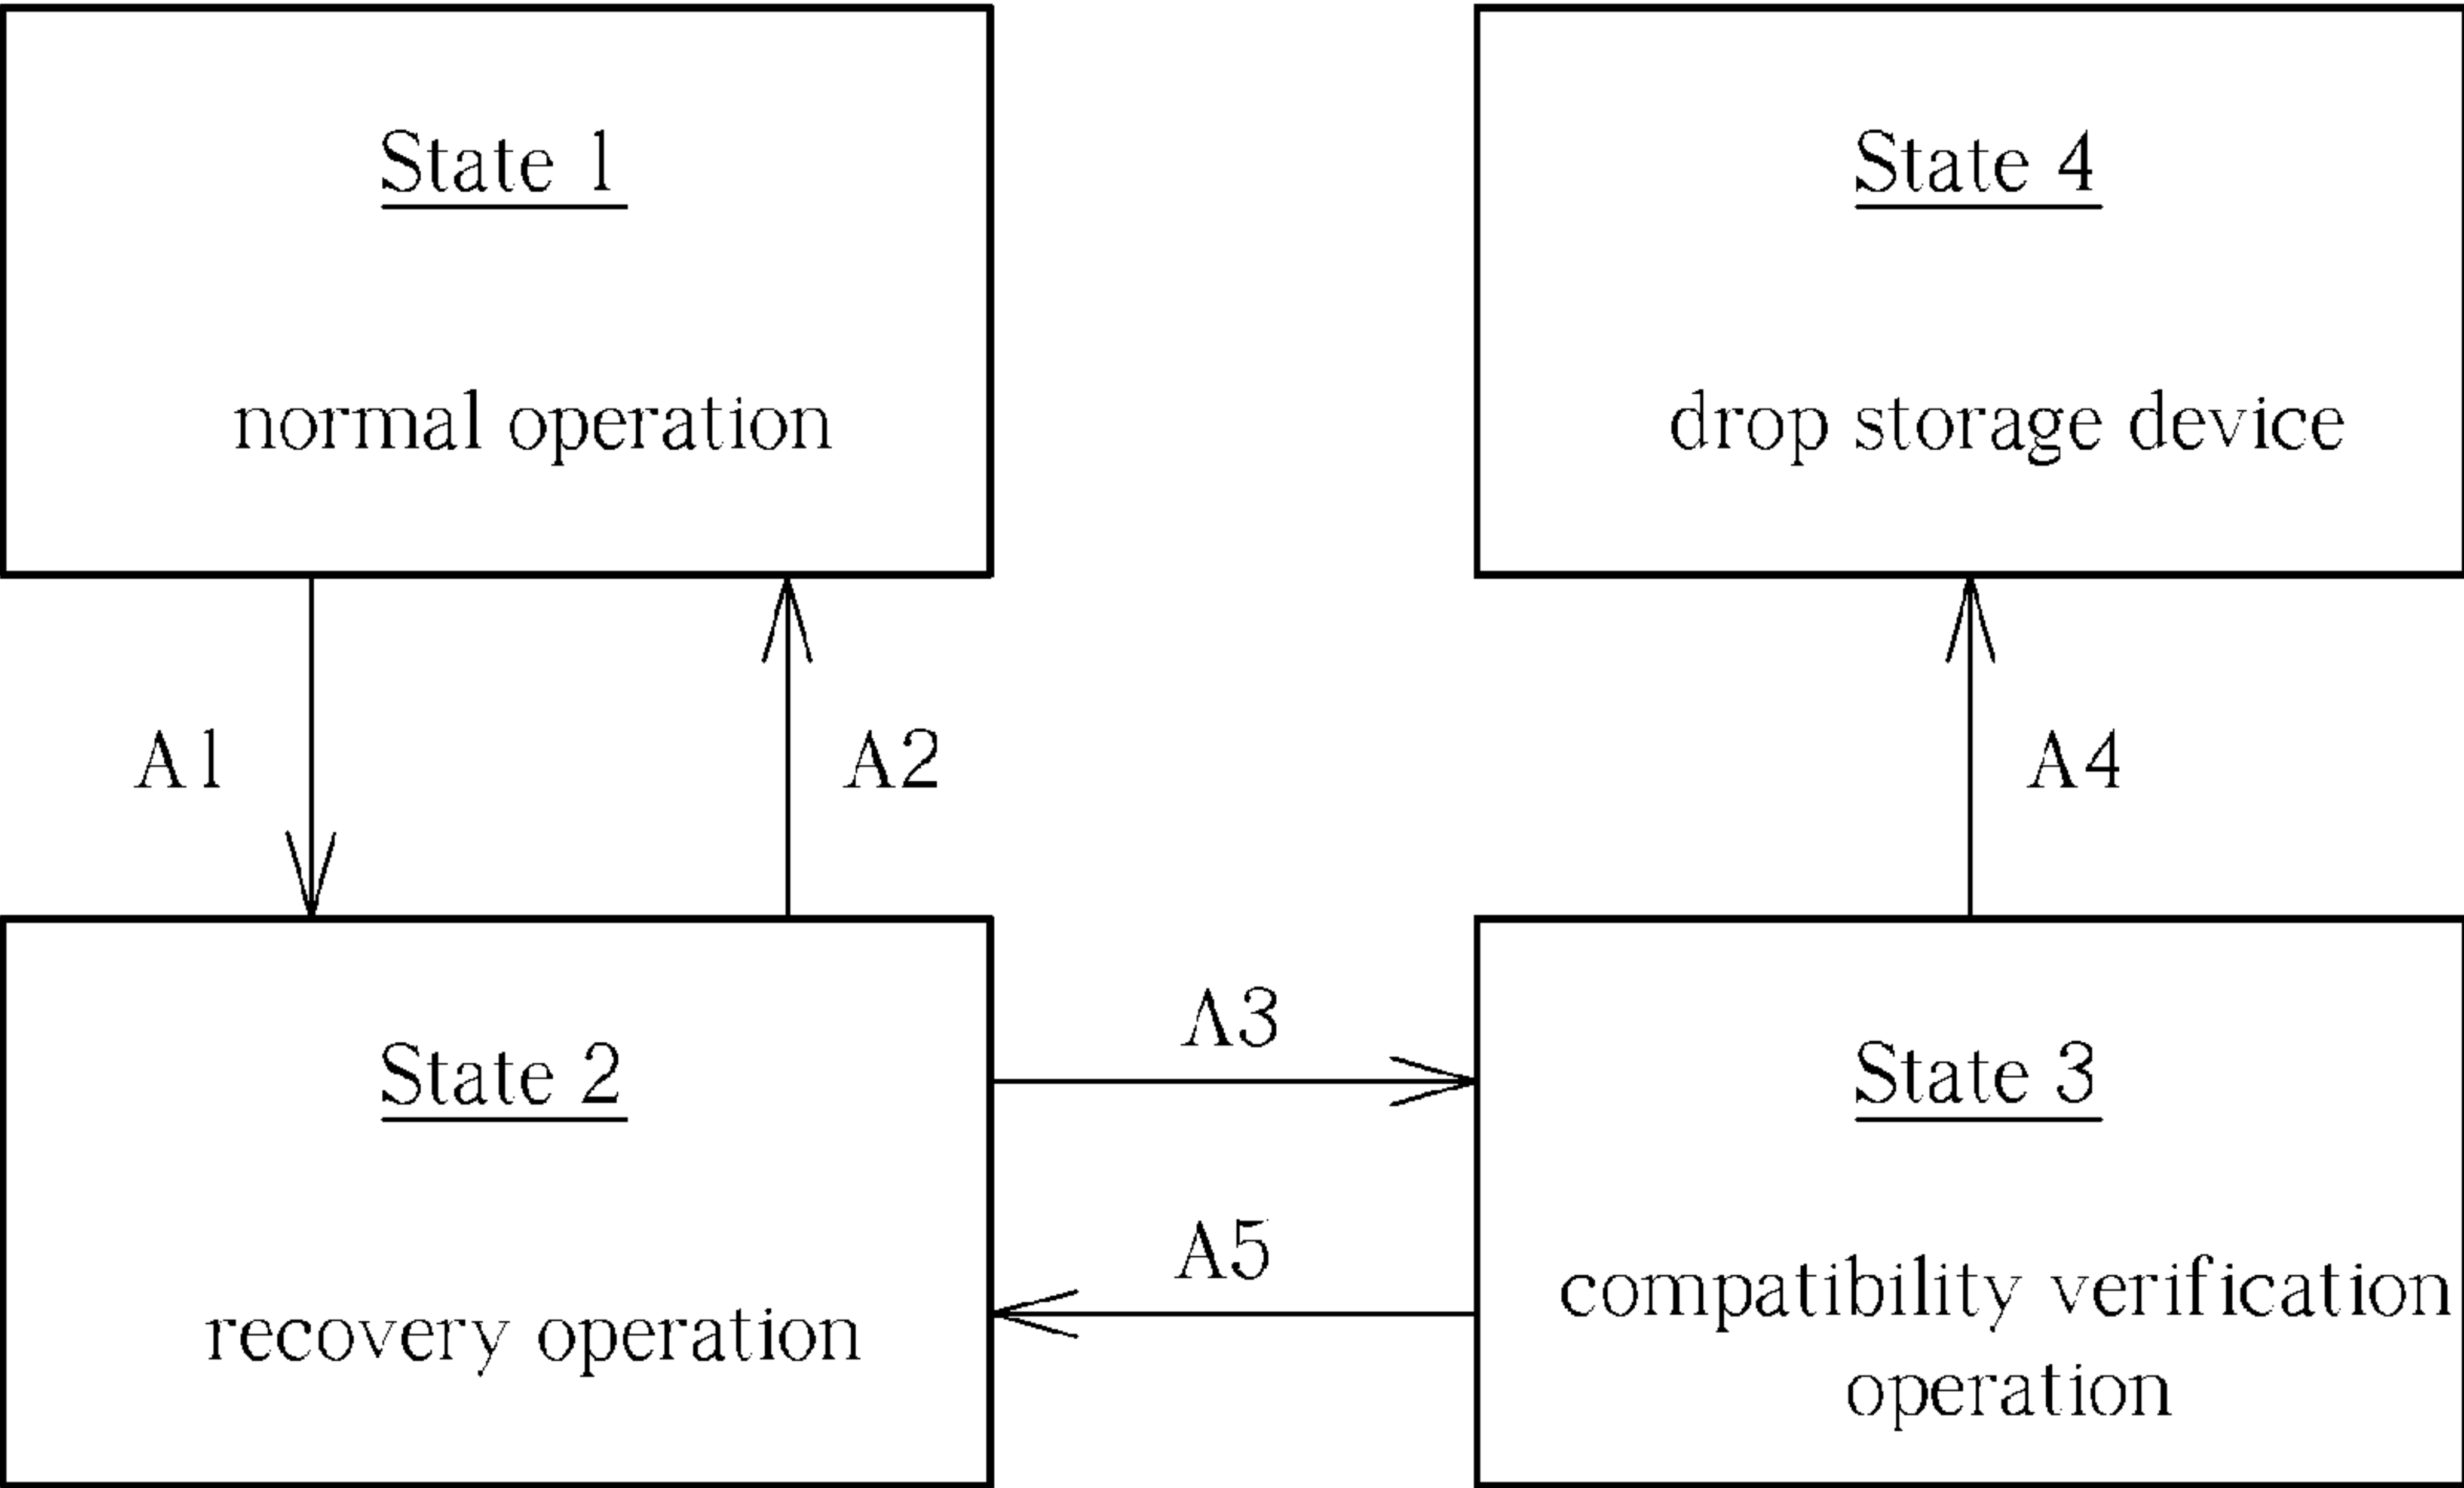 State 1
normal operation
State 4
drop storage device
A1
A2
A4
State 2
recovery operation
A3
A5
State 3
compatibility verification
operation